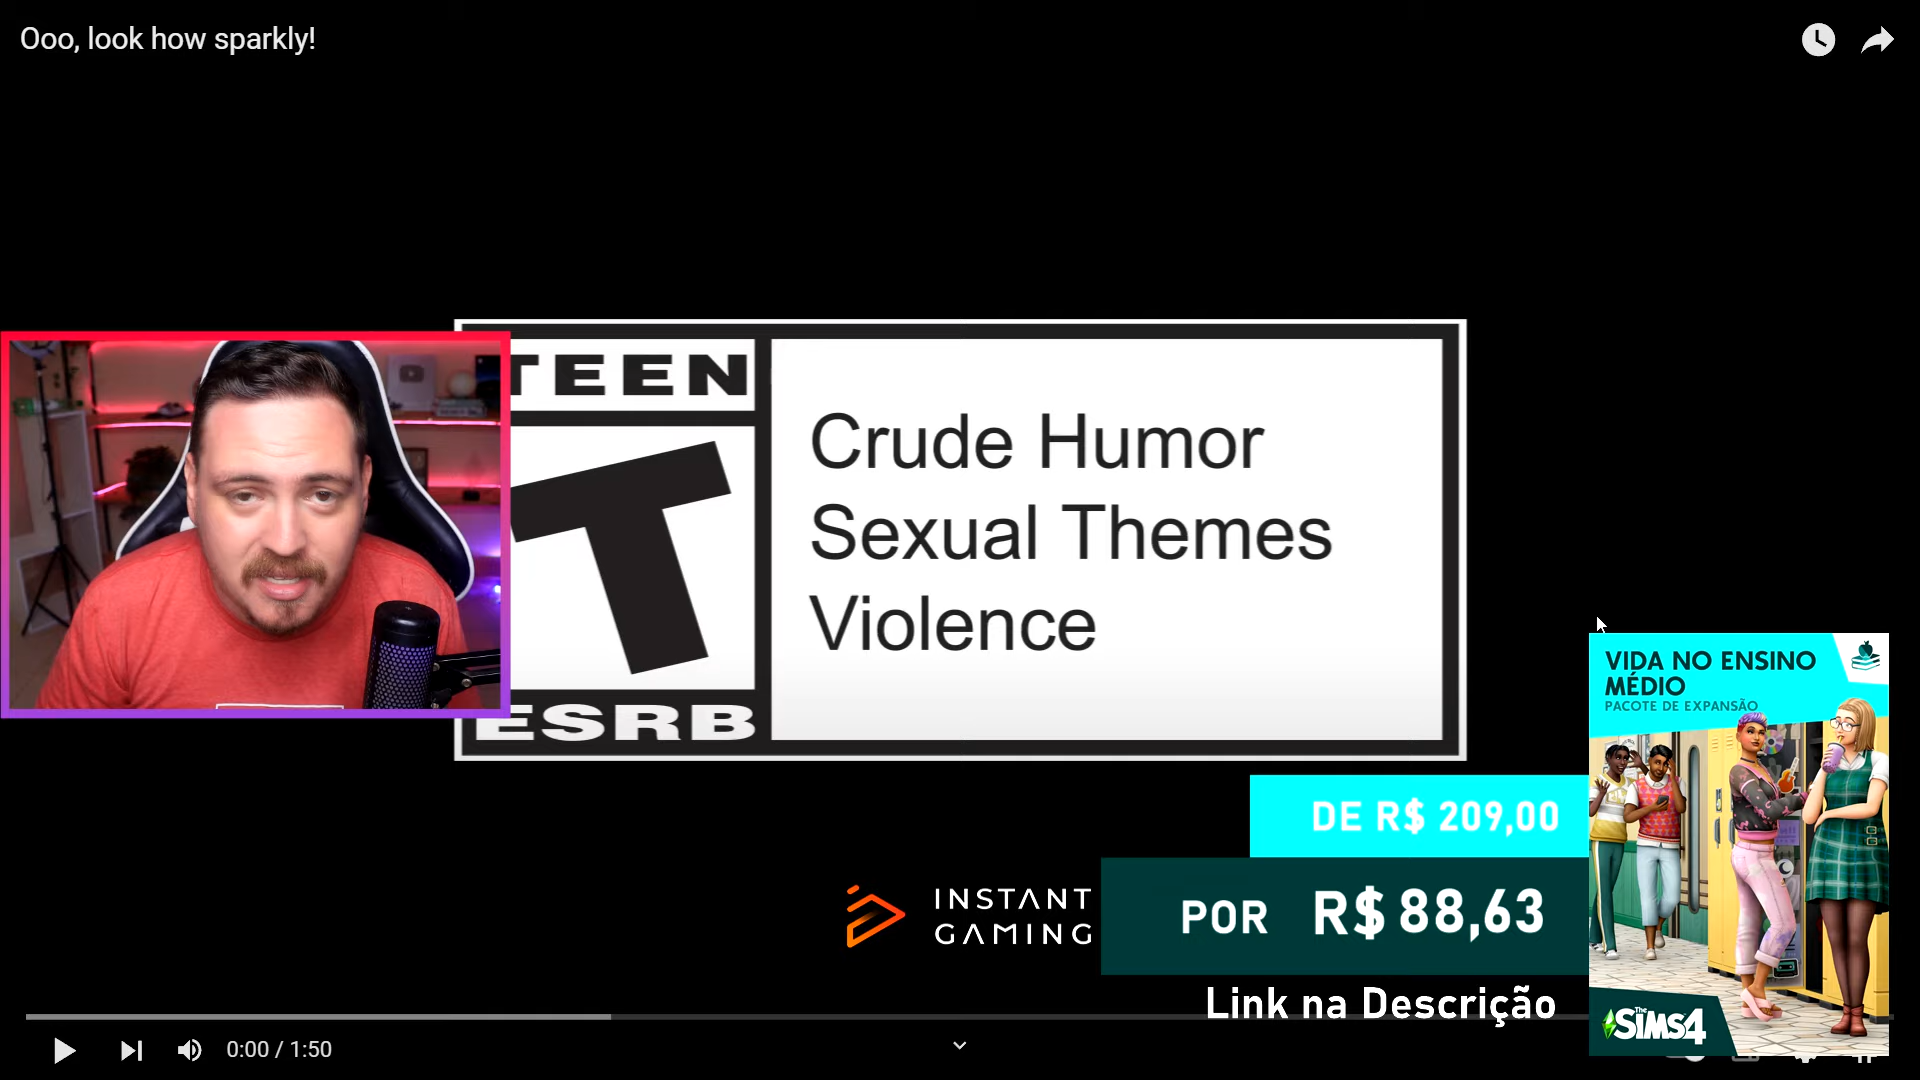 Ooo, look how sparkly!
TEEN
T
Crude Humor
Sexual Themes
Violence
ESRB
VIDA NO ENSINO
MÉDIO
PACOTE DE EXPANSÃO
DE R$ 209,00
INSTANT
GAMING
POR R$ 88,63
Link na Descrição
The
SIMS4
0:00 / 1:50